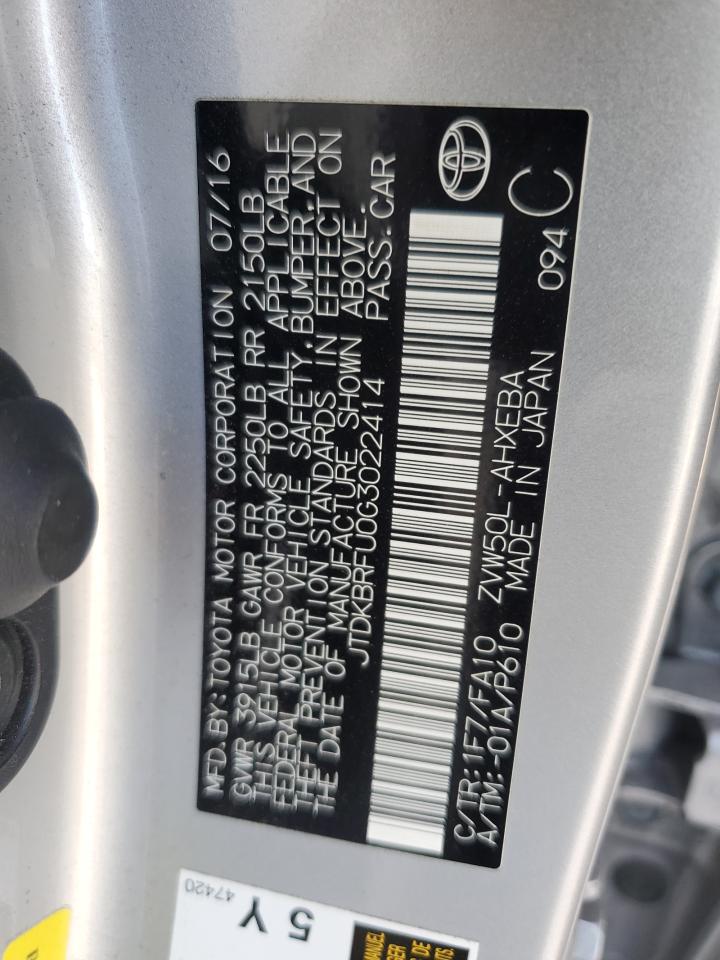 MFD. BY: TOYOTA MOTOR CORPORATION 07/16
GVWR 3915LB GAWR FR 2250LB RR 2150LB
THIS VEHICLE CONFORMS TO ALL APPLICABLE
FEDERAL MOTOR VEHICLE SAFETY, BUMPER, AND
THEFT PREVENTION STANDARDS IN EFFECT ON
THE DATE OF MANUFACTURE SHOWN ABOVE.
JTDKBRFU0G3022414 PASS.CAR
C/TR: 1F7/FA10 ZVW50L-AHXEBA 094 C
A/TM: -01A/P610 MADE IN JAPAN
5 Y
47420
MANUEL
DE